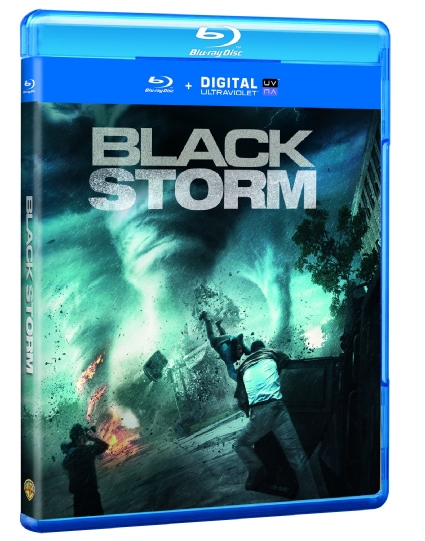 Blu-ray Disc
Blu-ray Disc + DIGITAL ULTRAVIOLET UV
BLACK
STORM
BLACK STORM